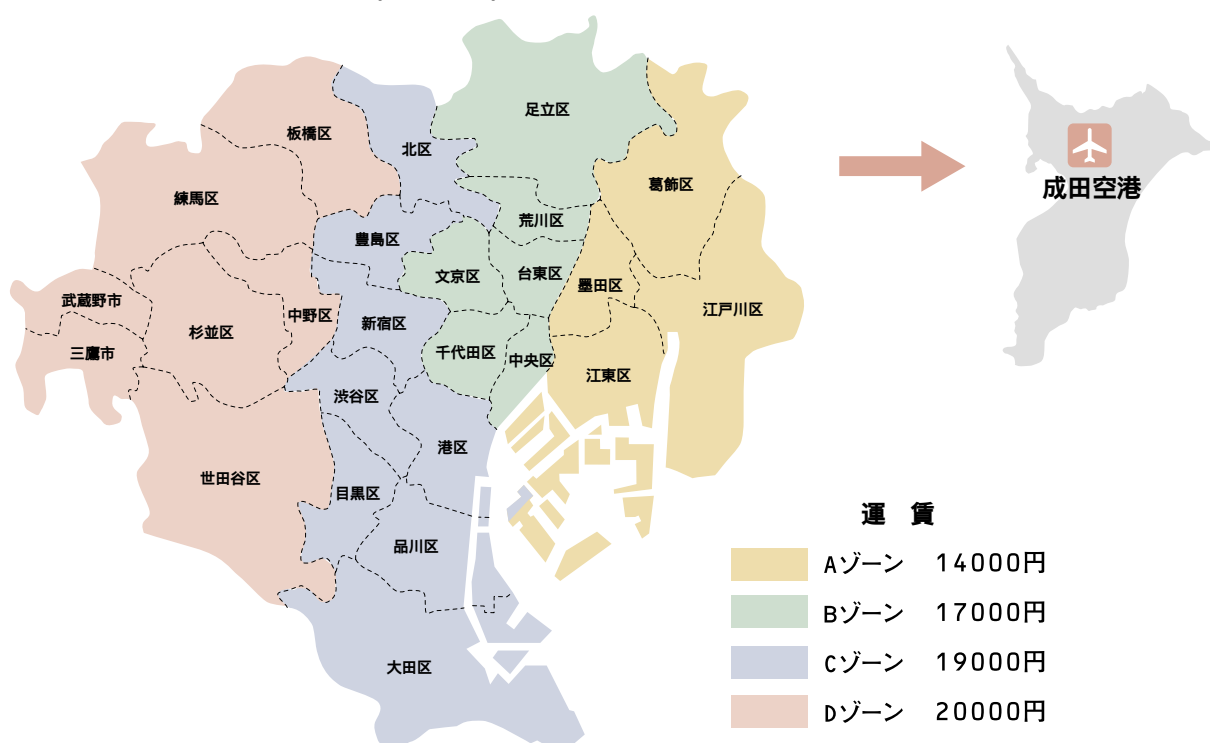 足立区
板橋区
北区
葛飾区
練馬区
荒川区
豊島区
文京区
台東区
墨田区
武蔵野市
杉並区
中野区
新宿区
江戸川区
三鷹市
千代田区
中央区
江東区
渋谷区
港区
世田谷区
目黒区
品川区
大田区
成田空港
運 賃
Aゾーン 14000円
Bゾーン 17000円
Cゾーン 19000円
Dゾーン 20000円